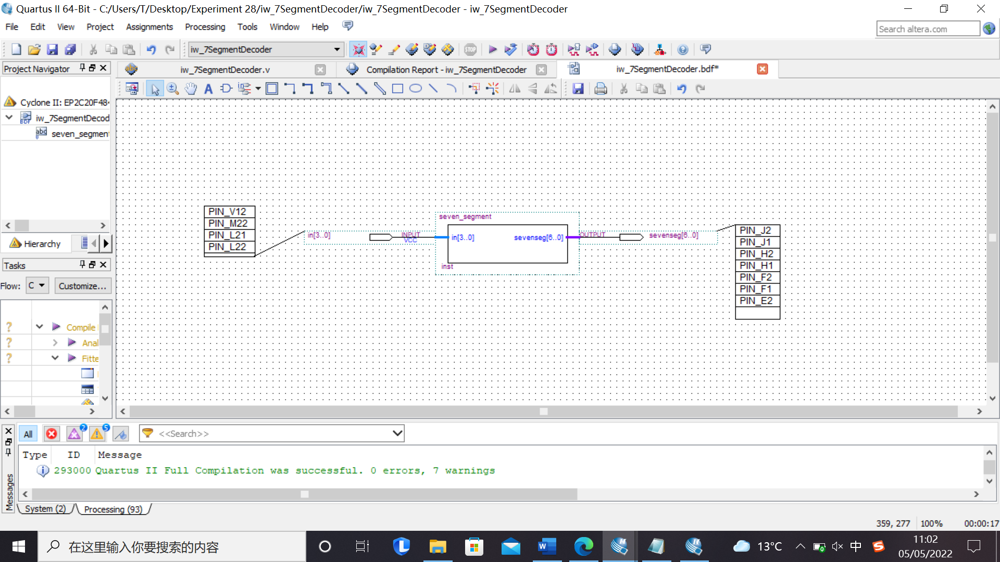 Quartus II 64-Bit - C:/Users/T/Desktop/Experiment 28/iw_7SegmentDecoder/iw_7SegmentDecoder - iw_7SegmentDecoder
File Edit View Project Assignments Processing Tools Window Help
Search altera.com
iw_7SegmentDecoder
STOP
Project Navigator
iw_7SegmentDecoder.v
Compilation Report - iw_7SegmentDecoder
iw_7SegmentDecoder.bdf*
Cyclone II: EP2C20F484
iw_7SegmentDecod
seven_segmen
Hierarchy
Tasks
Flow: C Customize...
Compile
Anal
Fitte
PIN_V12
PIN_M22
PIN_L21
PIN_L22
in[3..0]
INPUT
VCC
seven_segment
in[3..0] sevenseg[6..0]
inst
OUTPUT
sevenseg[6..0]
PIN_J2
PIN_J1
PIN_H2
PIN_H1
PIN_F2
PIN_F1
PIN_E2
All 2 5 <<Search>>
Type ID Message
293000 Quartus II Full Compilation was successful. 0 errors, 7 warnings
Messages
System (2) Processing (93)
359, 277 100% 00:00:17
在这里输入你要搜索的内容
13°C 中
11:02
05/05/2022